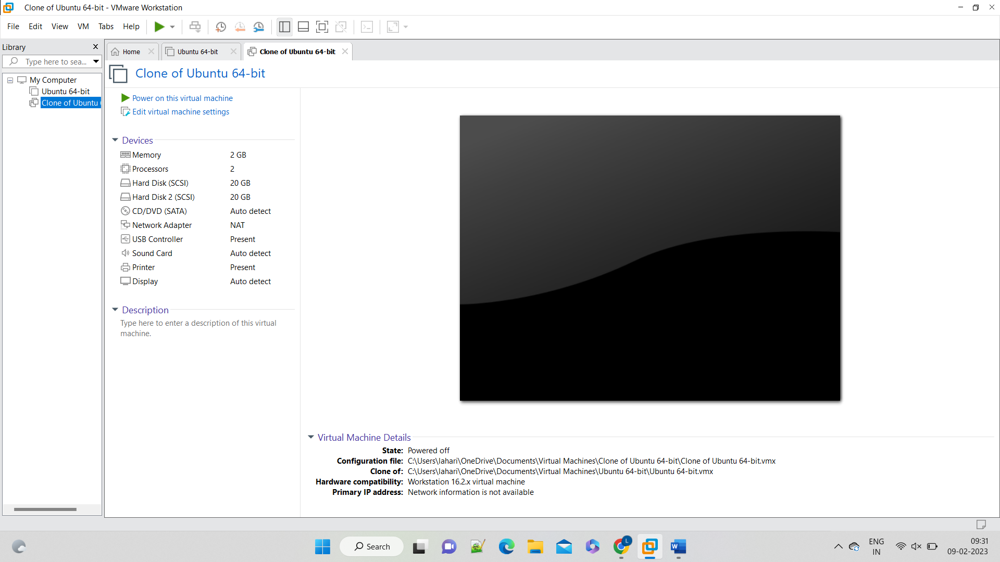 Clone of Ubuntu 64-bit - VMware Workstation
File Edit View VM Tabs Help
Library
Type here to sea...
My Computer
Ubuntu 64-bit
Clone of Ubuntu
Home
Ubuntu 64-bit
Clone of Ubuntu 64-bit
Clone of Ubuntu 64-bit
Power on this virtual machine
Edit virtual machine settings
Devices
Memory 2 GB
Processors 2
Hard Disk (SCSI) 20 GB
Hard Disk 2 (SCSI) 20 GB
CD/DVD (SATA) Auto detect
Network Adapter NAT
USB Controller Present
Sound Card Auto detect
Printer Present
Display Auto detect
Description
Type here to enter a description of this virtual
machine.
Virtual Machine Details
State: Powered off
Configuration file: C:\Users\lahari\OneDrive\Documents\Virtual Machines\Clone of Ubuntu 64-bit\Clone of Ubuntu 64-bit.vmx
Clone of: C:\Users\lahari\OneDrive\Documents\Virtual Machines\Ubuntu 64-bit\Ubuntu 64-bit.vmx
Hardware compatibility: Workstation 16.2.x virtual machine
Primary IP address: Network information is not available
Search
L
W
ENG
IN
09:31
09-02-2023